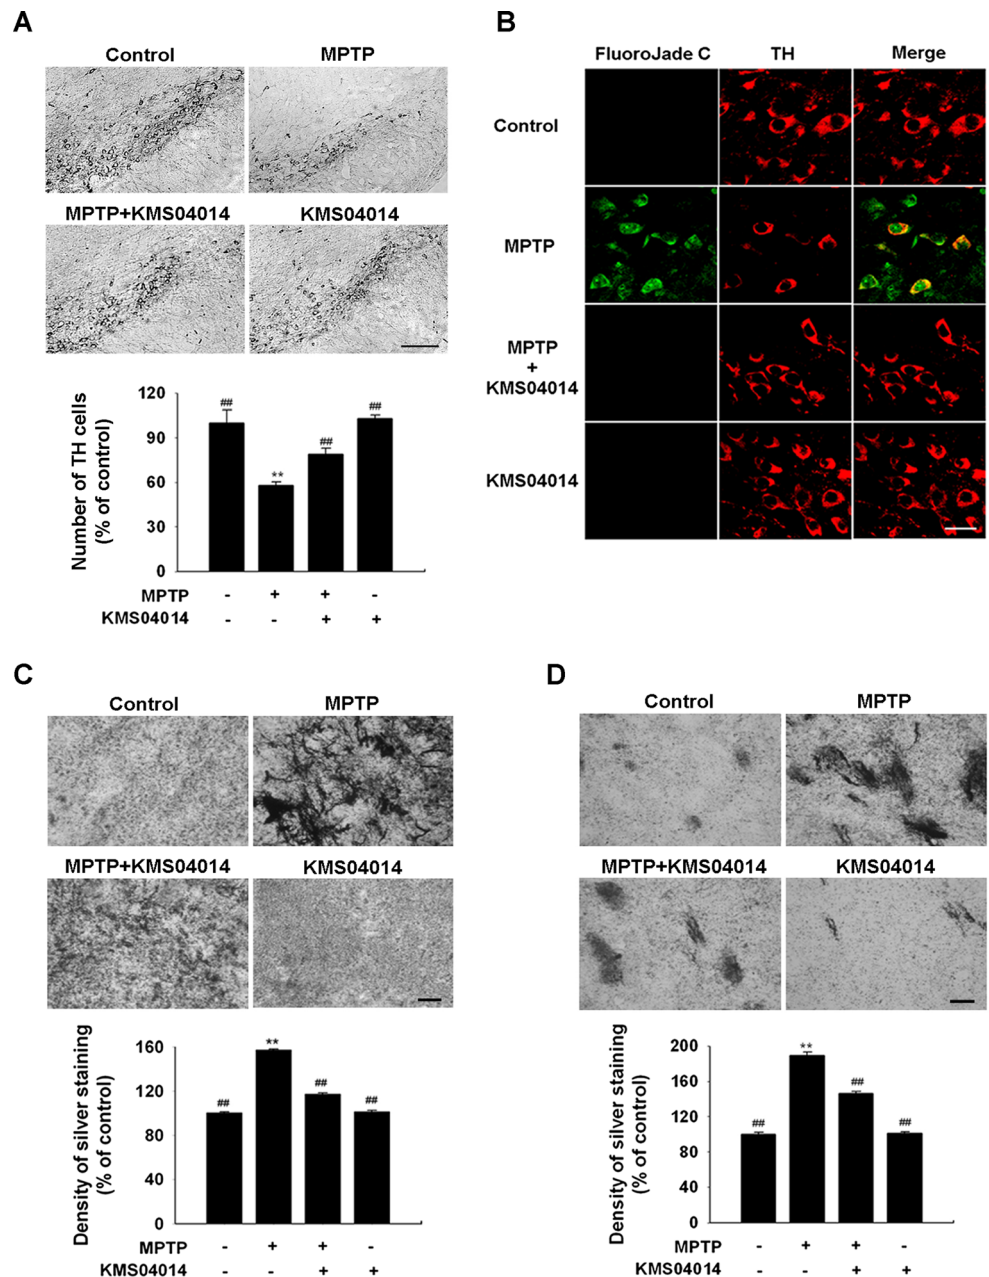 A
Control MPTP
MPTP+KMS04014 KMS04014
Number of TH cells
(% of control)
120
90
60
30
0
## ** ## ##
MPTP - + + -
KMS04014 - - + +
B
FluoroJade C TH Merge
Control
MPTP
MPTP
+
KMS04014
KMS04014
C
Control MPTP
MPTP+KMS04014 KMS04014
Density of silver staining
(% of control)
160
120
80
40
0
## ** ## ##
MPTP - + + -
KMS04014 - - + +
D
Control MPTP
MPTP+KMS04014 KMS04014
Density of silver staining
(% of control)
200
160
120
80
40
0
## ** ## ##
MPTP - + + -
KMS04014 - - + +